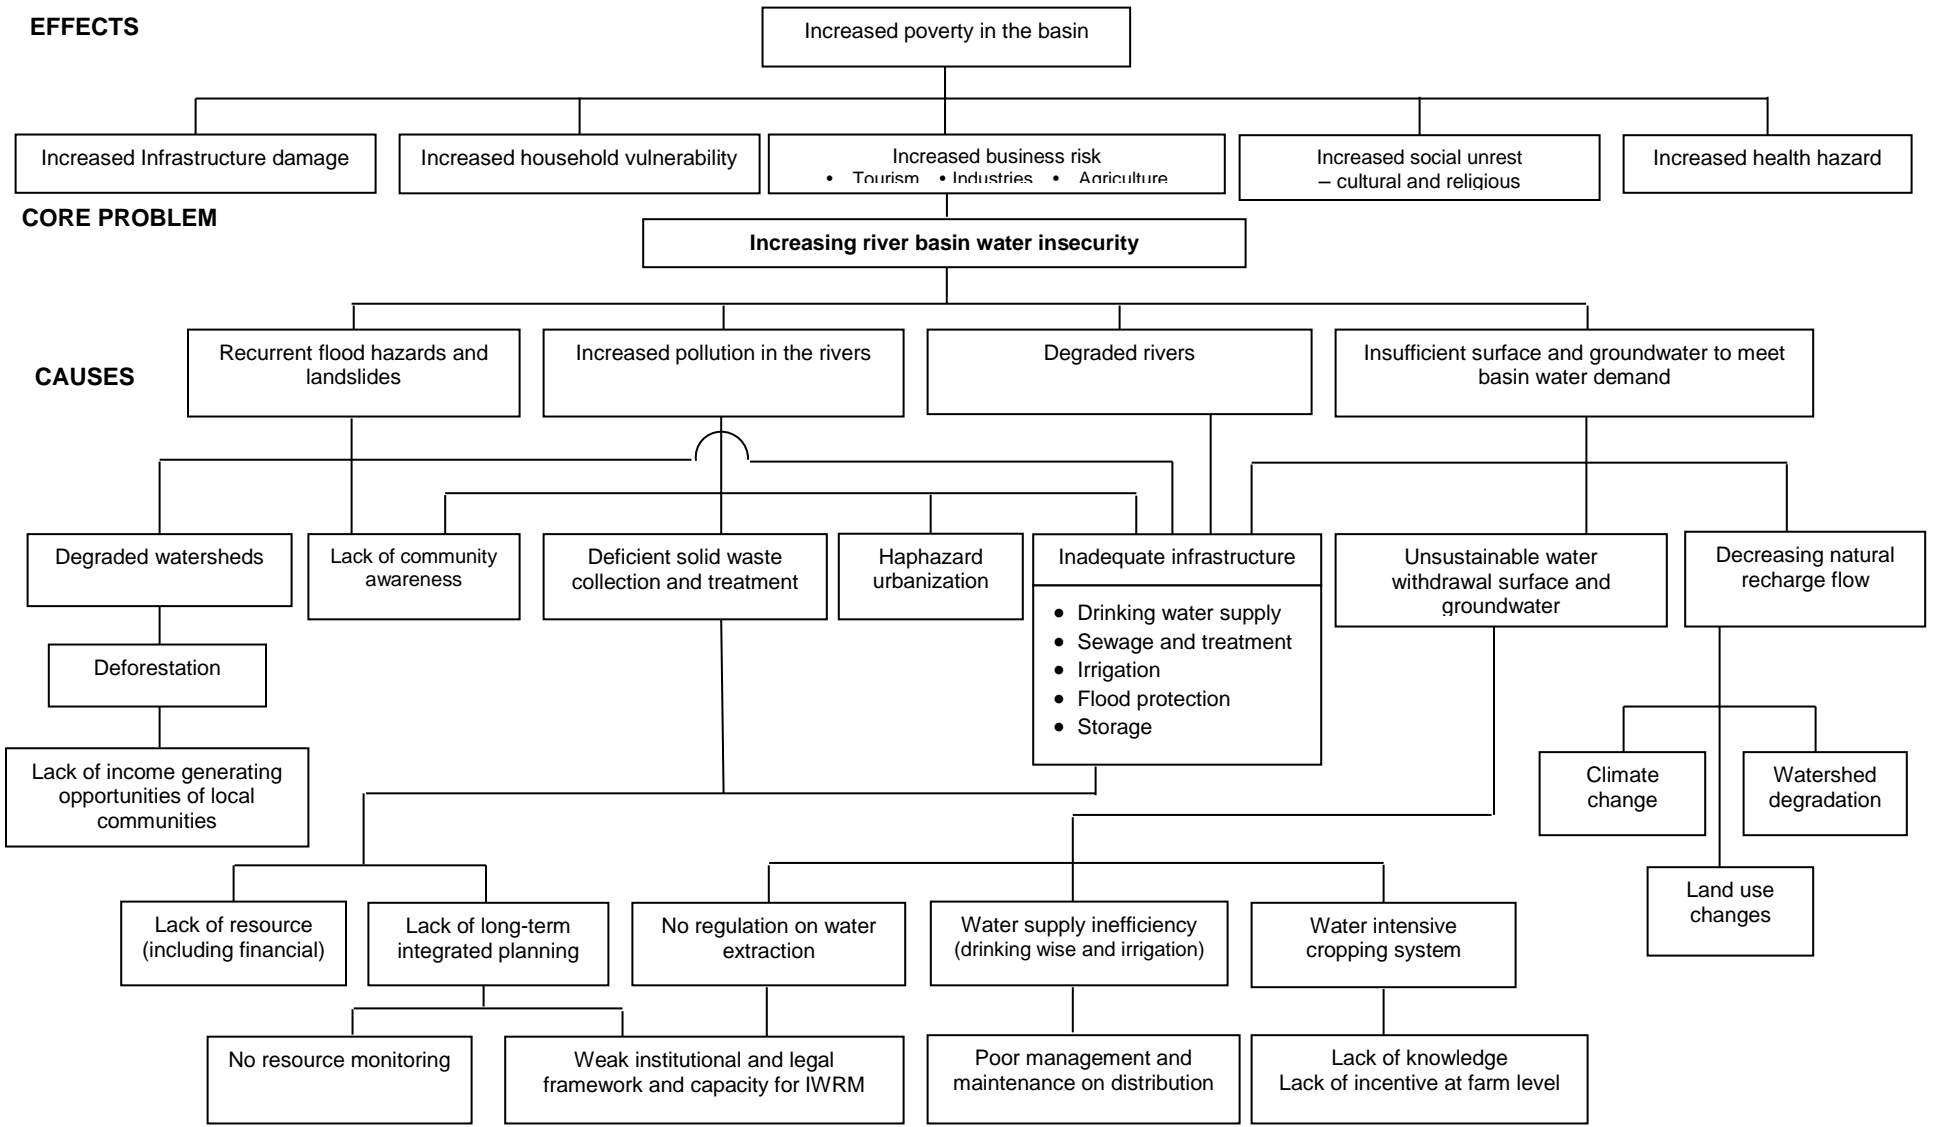 EFFECTS
Increased poverty in the basin
Increased Infrastructure damage
Increased household vulnerability
Increased business risk
• Tourism • Industries • Agriculture
Increased social unrest
– cultural and religious
Increased health hazard
CORE PROBLEM
Increasing river basin water insecurity
CAUSES
Recurrent flood hazards and
landslides
Increased pollution in the rivers
Degraded rivers
Insufficient surface and groundwater to meet
basin water demand
Degraded watersheds
Lack of community
awareness
Deficient solid waste
collection and treatment
Haphazard
urbanization
Inadequate infrastructure
• Drinking water supply
• Sewage and treatment
• Irrigation
• Flood protection
• Storage
Unsustainable water
withdrawal surface and
groundwater
Decreasing natural
recharge flow
Deforestation
Lack of income generating
opportunities of local
communities
Climate
change
Watershed
degradation
Land use
changes
Lack of resource
(including financial)
Lack of long-term
integrated planning
No regulation on water
extraction
Water supply inefficiency
(drinking wise and irrigation)
Water intensive
cropping system
No resource monitoring
Weak institutional and legal
framework and capacity for IWRM
Poor management and
maintenance on distribution
Lack of knowledge
Lack of incentive at farm level